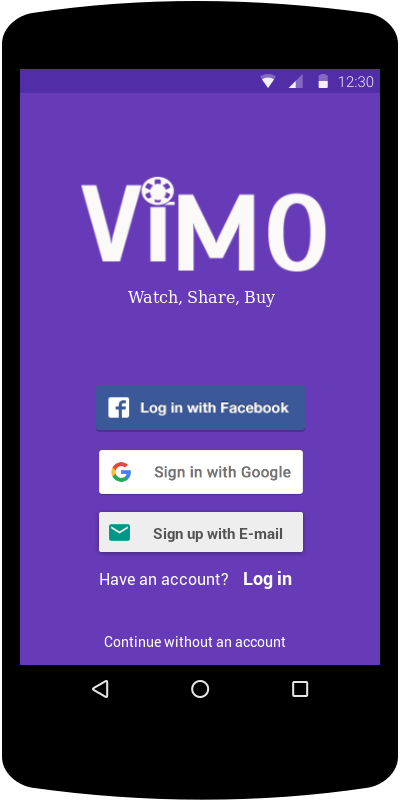 12:30
ViMO
Watch, Share, Buy
Log in with Facebook
Sign in with Google
Sign up with E-mail
Have an account? Log in
Continue without an account